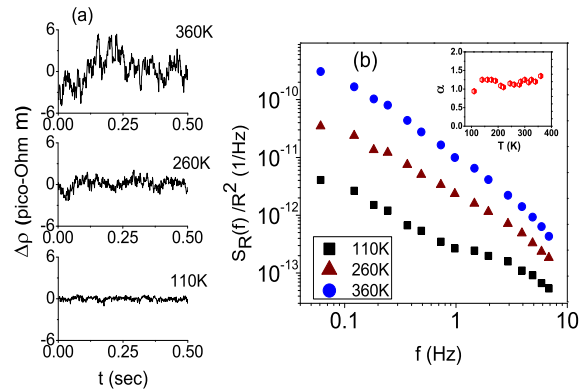 (a)
6
360K
0
-6
0.00 0.25 0.50
6
260K
0
-6
0.00 0.25 0.50
6
110K
0
-6
0.00 0.25 0.50
Δρ (pico-Ohm m)
t (sec)
(b)
S_R(f) /R² (1/Hz)
10⁻¹⁰
10⁻¹¹
10⁻¹²
10⁻¹³
0.1 1 10
f (Hz)
110K
260K
360K
2.0
1.5
1.0
0.5
0.0
α
100 200 300 400
T (K)